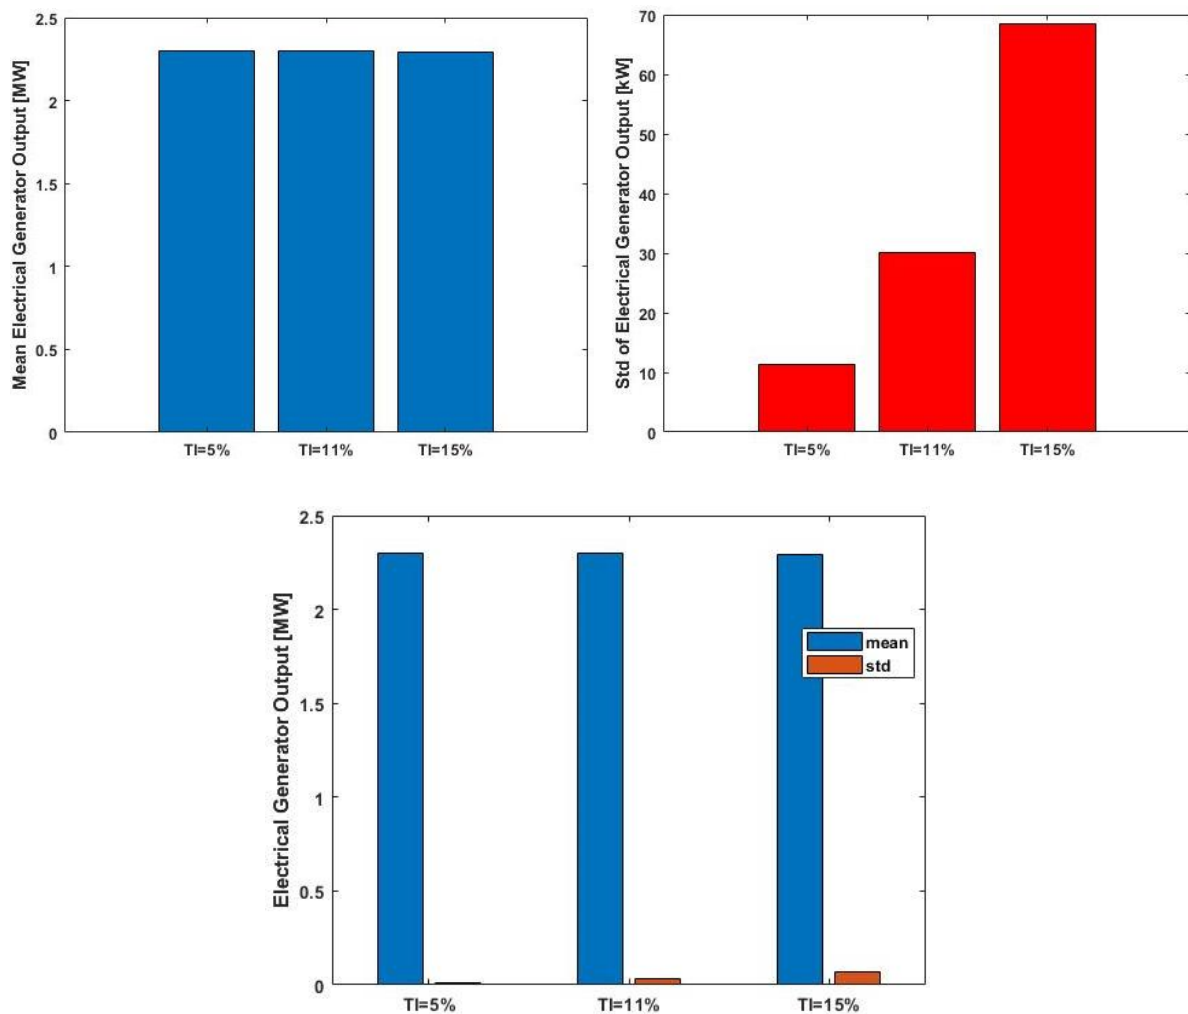 Mean Electrical Generator Output [MW]
2.5
2
1.5
1
0.5
0
TI=5%
TI=11%
TI=15%
Std of Electrical Generator Output [kW]
70
60
50
40
30
20
10
0
TI=5%
TI=11%
TI=15%
Electrical Generator Output [MW]
2.5
2
1.5
1
0.5
0
mean
std
TI=5%
TI=11%
TI=15%